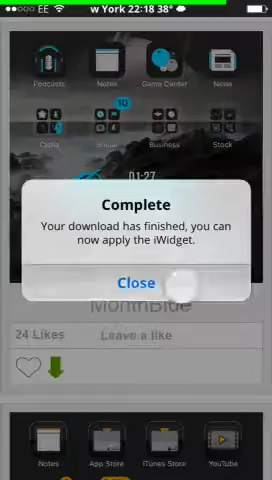 EE w York 22:18 38°
Podcasts Notes Game Center News
10
Cydia Social Business Stock
01:27
Complete
Your download has finished, you can
now apply the iWidget.
Close
MonthBlue
24 Likes Leave a like
Notes App Store iTunes Store YouTube